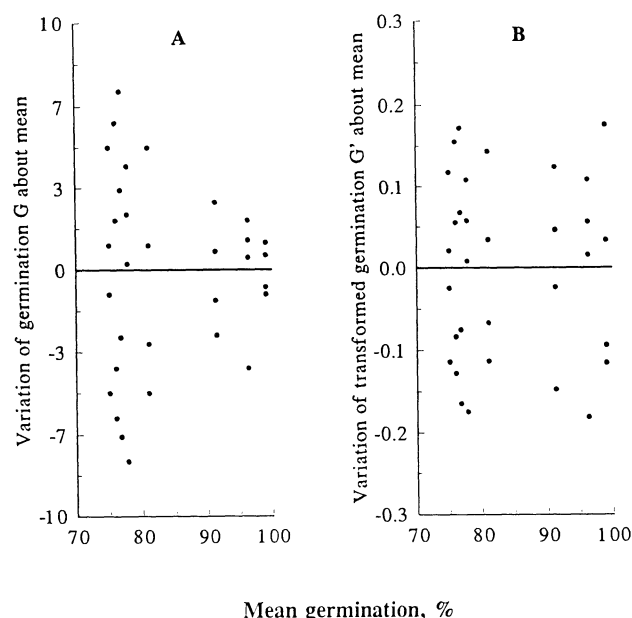 A
Variation of germination G about mean
10
7
3
0
-3
-7
-10
70 80 90 100
B
Variation of transformed germination G' about mean
0.3
0.2
0.1
0.0
-0.1
-0.2
-0.3
70 80 90 100
Mean germination, %